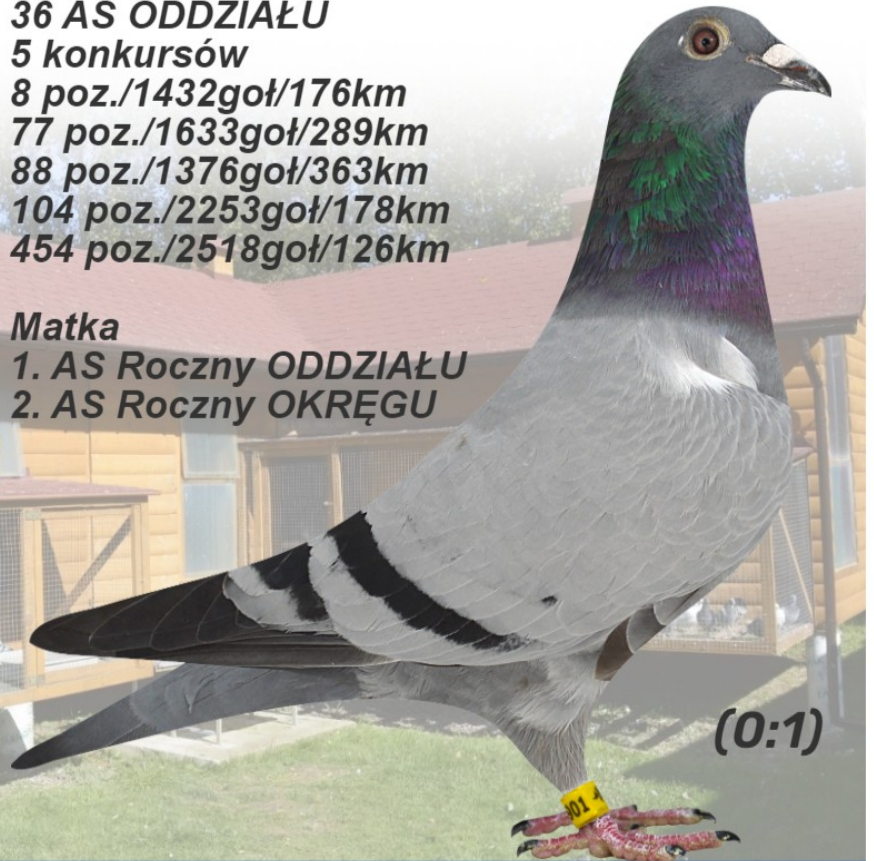 36 AS ODDZIAŁU
5 konkursów
8 poz./1432goł/176km
77 poz./1633goł/289km
88 poz./1376goł/363km
104 poz./2253goł/178km
454 poz./2518goł/126km
Matka
1. AS Roczny ODDZIAŁU
2. AS Roczny OKRĘGU
(0:1)